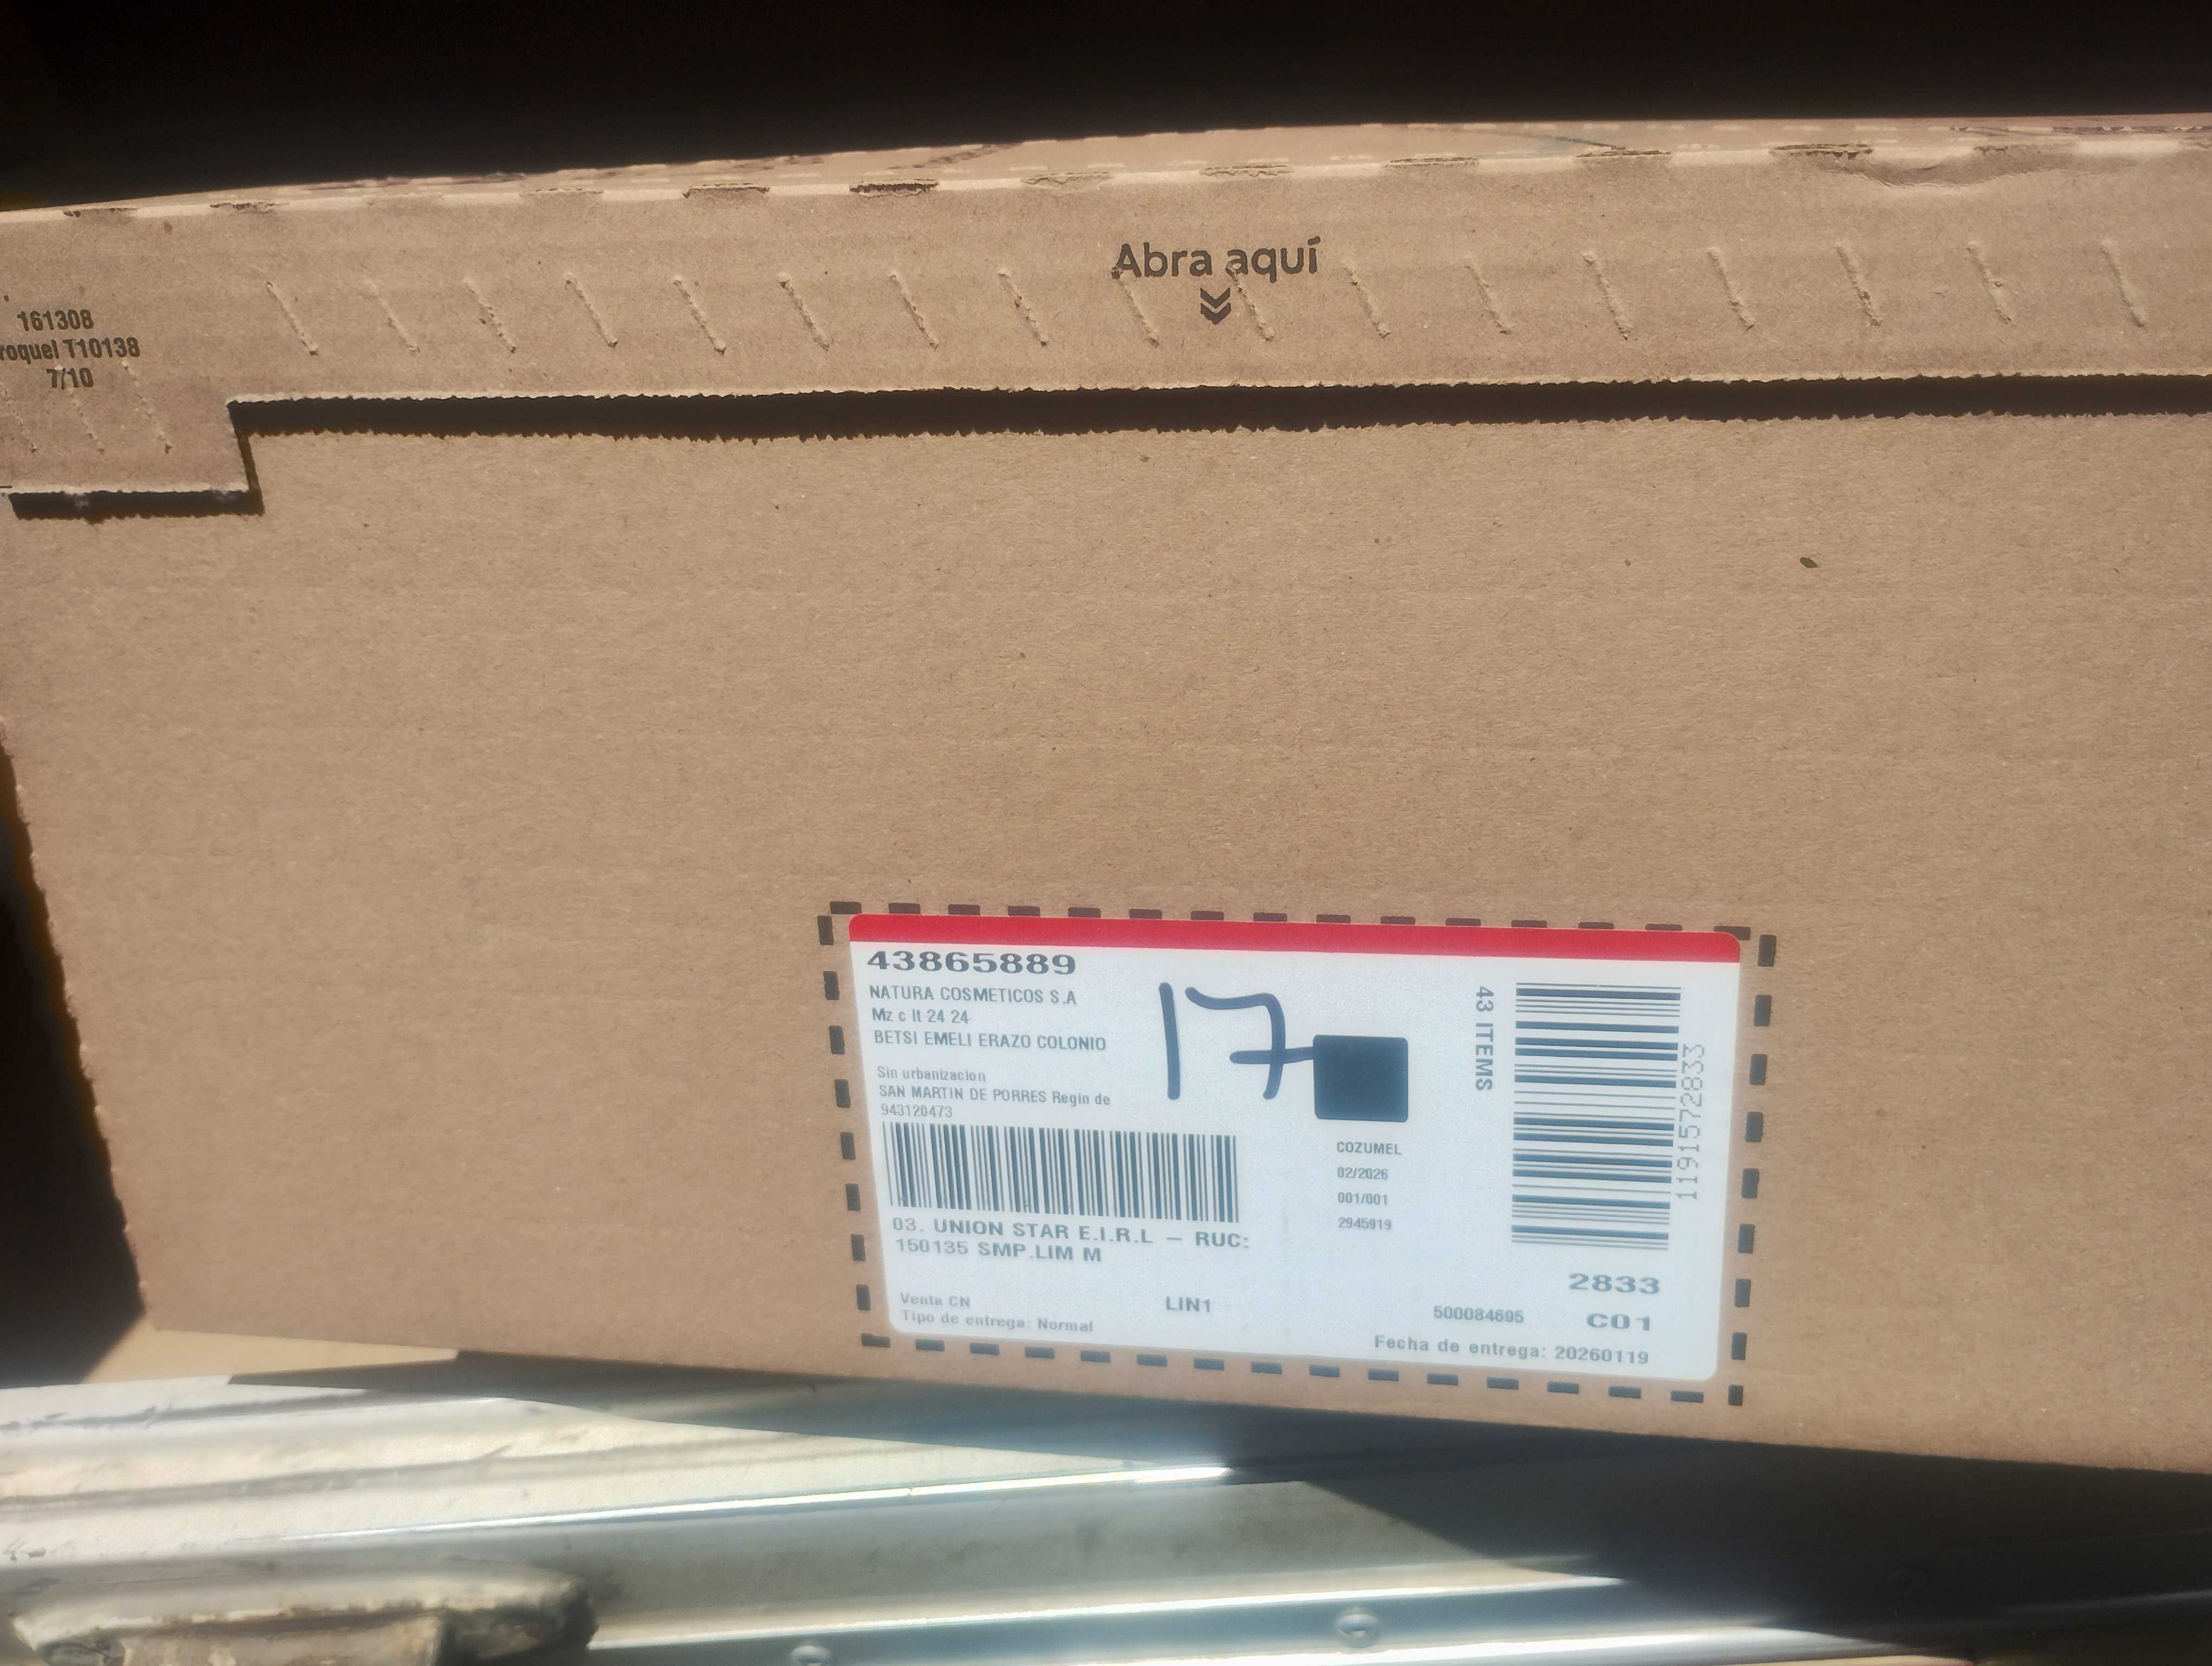 Abra aquí
161308
roquel T10138
7/10
43865889
NATURA COSMETICOS S.A
Mz c lt 24 24
BETSI EMELI ERAZO COLONIO
Sin urbanizacion
SAN MARTIN DE PORRES Regin de
943120473
17
43 ITEMS
1191572833
COZUMEL
02/2026
001/001
2945919
03. UNION STAR E.I.R.L – RUC:
150135 SMP.LIM M
2833
Venta CN
LIN1
500084695
C01
Tipo de entrega: Normal
Fecha de entrega: 20260119